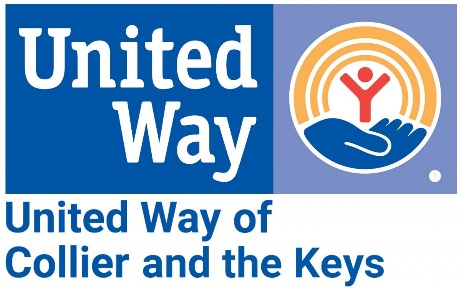 United
Way
United Way of
Collier and the Keys